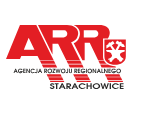 ARR
AGENCJA ROZWOJU REGIONALNEGO
STARACHOWICE